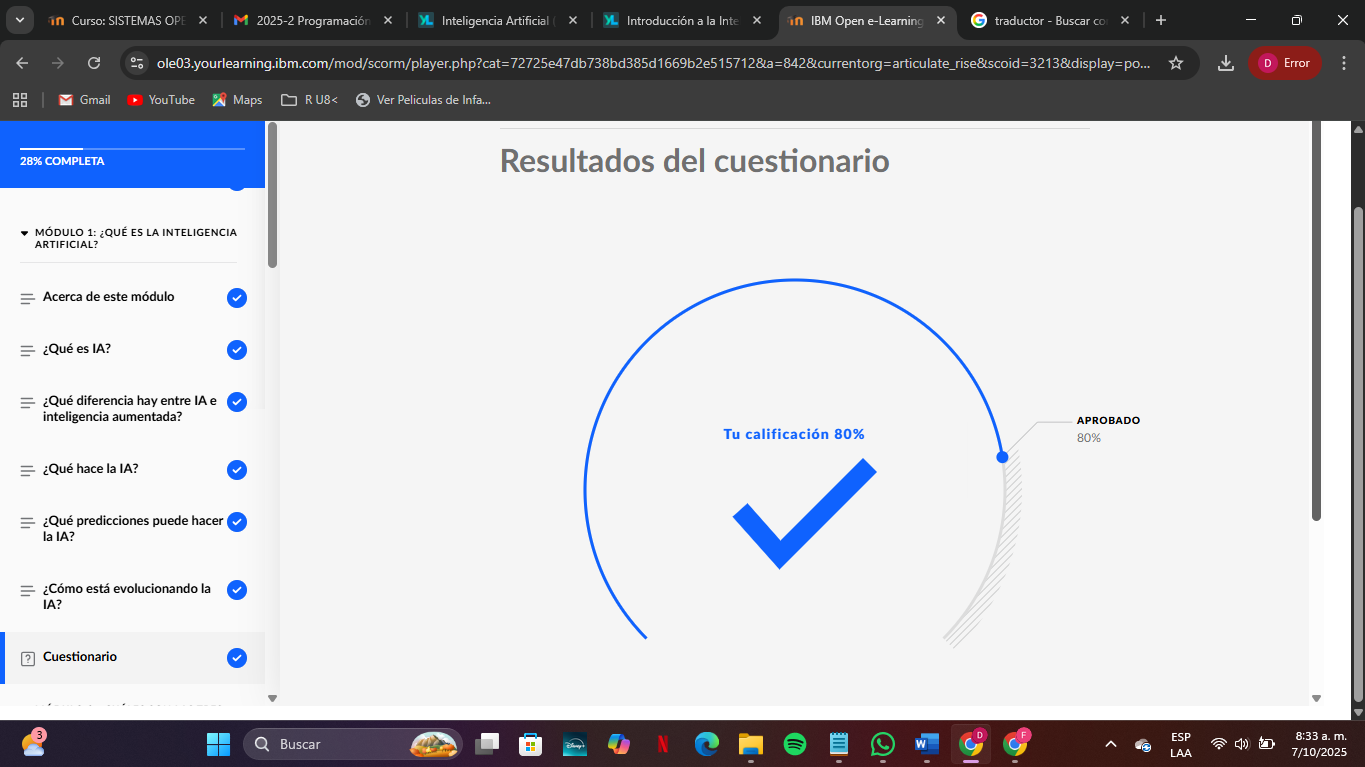 Curso: SISTEMAS OPE
2025-2 Programación
Inteligencia Artificial (
Introducción a la Inte
IBM Open e-Learning
traductor - Buscar co
ole03.yourlearning.ibm.com/mod/scorm/player.php?cat=72725e47db738bd385d1669b2e515712&a=842&currentorg=articulate_rise&scoid=3213&display=po...
D
Error
Gmail
YouTube
Maps
R U8<
Ver Peliculas de Infa...
28% COMPLETA
MÓDULO 1: ¿QUÉ ES LA INTELIGENCIA
ARTIFICIAL?
Acerca de este módulo
¿Qué es IA?
¿Qué diferencia hay entre IA e
inteligencia aumentada?
¿Qué hace la IA?
¿Qué predicciones puede hacer
la IA?
¿Cómo está evolucionando la
IA?
Cuestionario
Resultados del cuestionario
Tu calificación 80%
APROBADO
80%
3
Buscar
Disney+
N
W
D
F
ESP
LAA
8:33 a. m.
7/10/2025